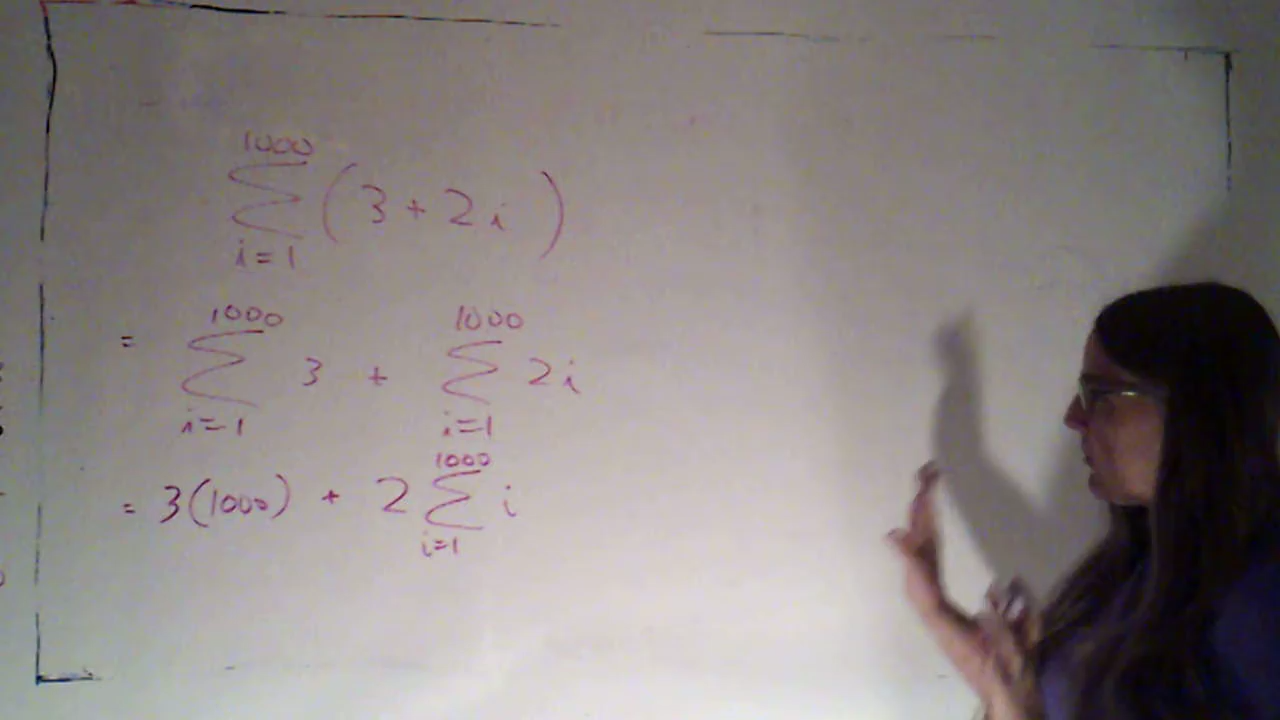 1000
∑ (3 + 2i)
i=1
1000 1000
= ∑ 3 + ∑ 2i
i=1 i=1
1000
= 3(1000) + 2 ∑ i
i=1